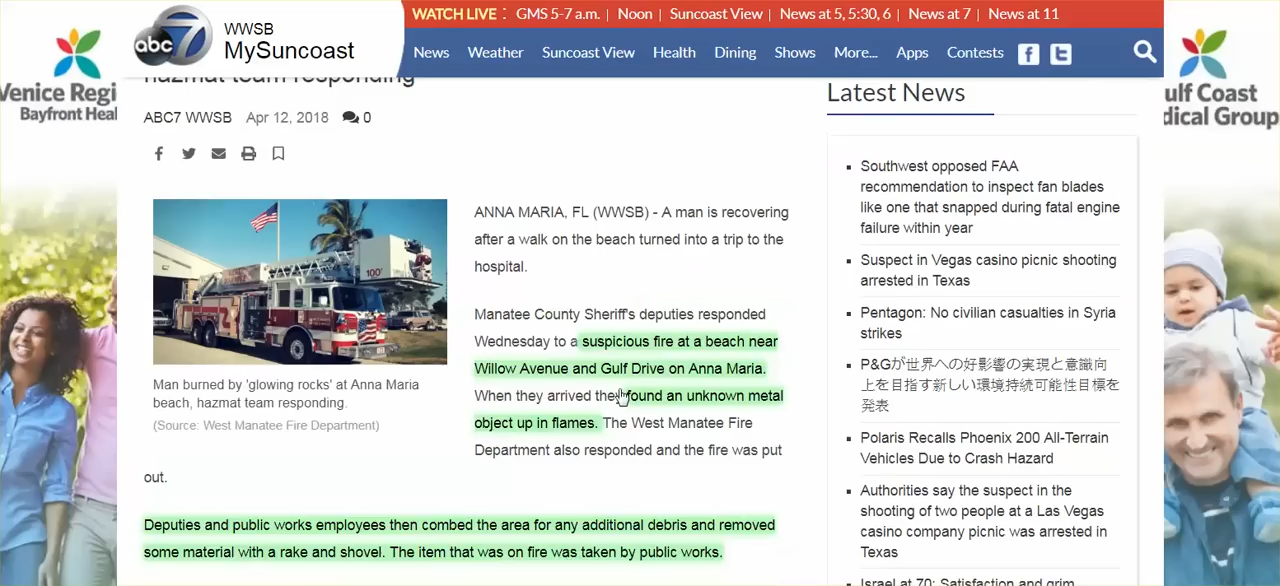 WATCH LIVE : GMS 5-7 a.m. | Noon | Suncoast View | News at 5, 5:30, 6 | News at 7 | News at 11
abc 7
WWSB
MySuncoast
News Weather Suncoast View Health Dining Shows More... Apps Contests
hazmat team responding
ABC7 WWSB Apr 12, 2018 0
100'
Man burned by 'glowing rocks' at Anna Maria
beach, hazmat team responding.
(Source: West Manatee Fire Department)
ANNA MARIA, FL (WWSB) - A man is recovering
after a walk on the beach turned into a trip to the
hospital.
Manatee County Sheriff's deputies responded
Wednesday to a suspicious fire at a beach near
Willow Avenue and Gulf Drive on Anna Maria.
When they arrived they found an unknown metal
object up in flames. The West Manatee Fire
Department also responded and the fire was put
out.
Deputies and public works employees then combed the area for any additional debris and removed
some material with a rake and shovel. The item that was on fire was taken by public works.
Latest News
Southwest opposed FAA
recommendation to inspect fan blades
like one that snapped during fatal engine
failure within year
Suspect in Vegas casino picnic shooting
arrested in Texas
Pentagon: No civilian casualties in Syria
strikes
P&Gが世界への好影響の実現と意識向
上を目指す新しい環境持続可能性目標を
発表
Polaris Recalls Phoenix 200 All-Terrain
Vehicles Due to Crash Hazard
Authorities say the suspect in the
shooting of two people at a Las Vegas
casino company picnic was arrested in
Texas
Israel at 70: Satisfaction and grim
Venice Regi
Bayfront Heal
ulf Coast
dical Group